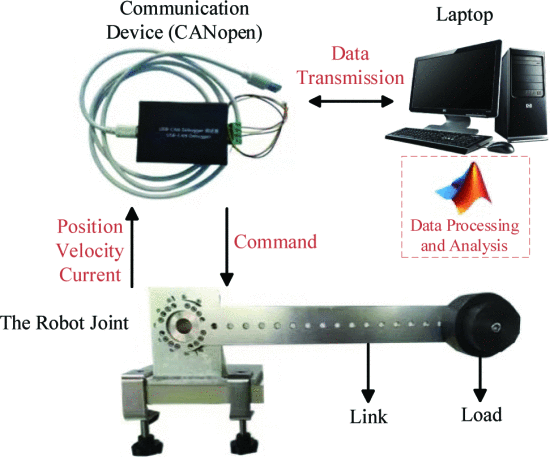 Communication
Device (CANopen)
Laptop
Data
Transmission
USB-CAN Debugger
USB-CAN Debugger
Position
Velocity
Current
Command
Data Processing
and Analysis
The Robot Joint
Link
Load